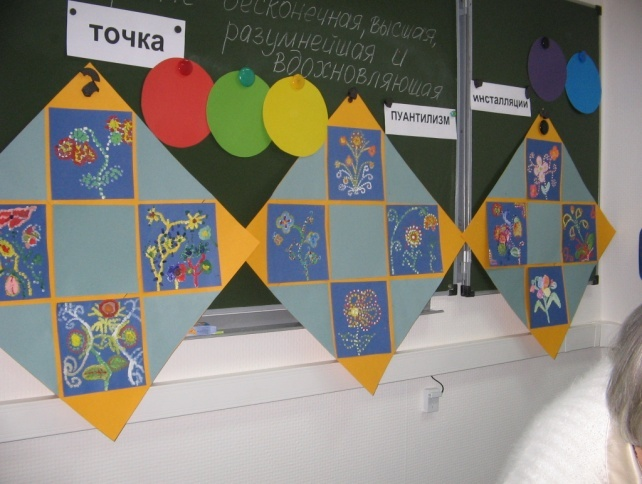 бесконечная, высшая,
разумнейшая и
вдохновляющая
точка
ПУАНТИЛИЗМ
инсталляции